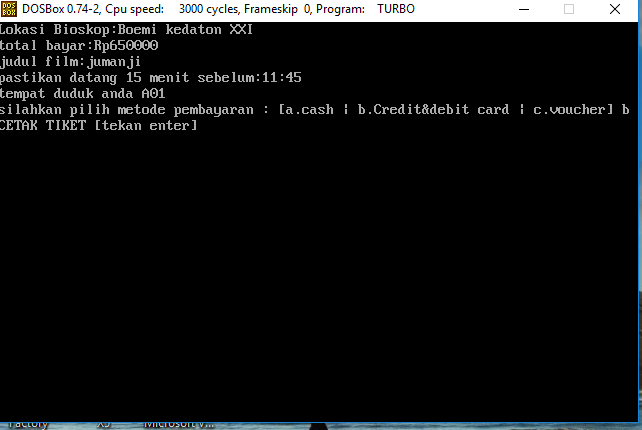 DOS BOX DOSBox 0.74-2, Cpu speed: 3000 cycles, Frameskip 0, Program: TURBO
Lokasi Bioskop:Boemi kedaton XXI
total bayar:Rp650000
judul film:jumanji
pastikan datang 15 menit sebelum:11:45
tempat duduk anda A01
silahkan pilih metode pembayaran : [a.cash | b.Credit&debit card | c.voucher] b
CETAK TIKET [tekan enter]
Factory X5 Microsoft V...